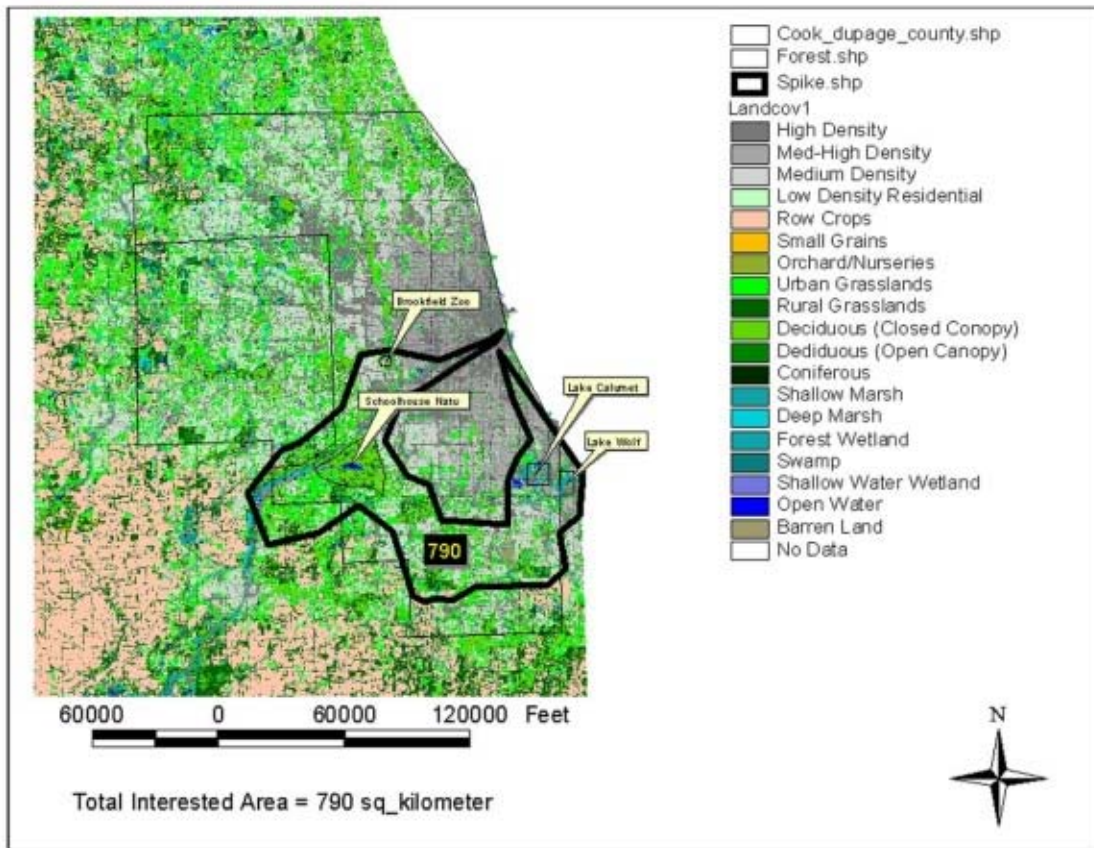 Cook_dupage_county.shp
Forest.shp
Spike.shp
Landcov1
High Density
Med-High Density
Medium Density
Low Density Residential
Row Crops
Small Grains
Orchard/Nurseries
Urban Grasslands
Rural Grasslands
Deciduous (Closed Canopy)
Dediduous (Open Canopy)
Coniferous
Shallow Marsh
Deep Marsh
Forest Wetland
Swamp
Shallow Water Wetland
Open Water
Barren Land
No Data
Brookfield Zoo
Schoolhouse Natu
Lake Calumet
Lake Wolf
790
60000 0 60000 120000 Feet
N
Total Interested Area = 790 sq_kilometer